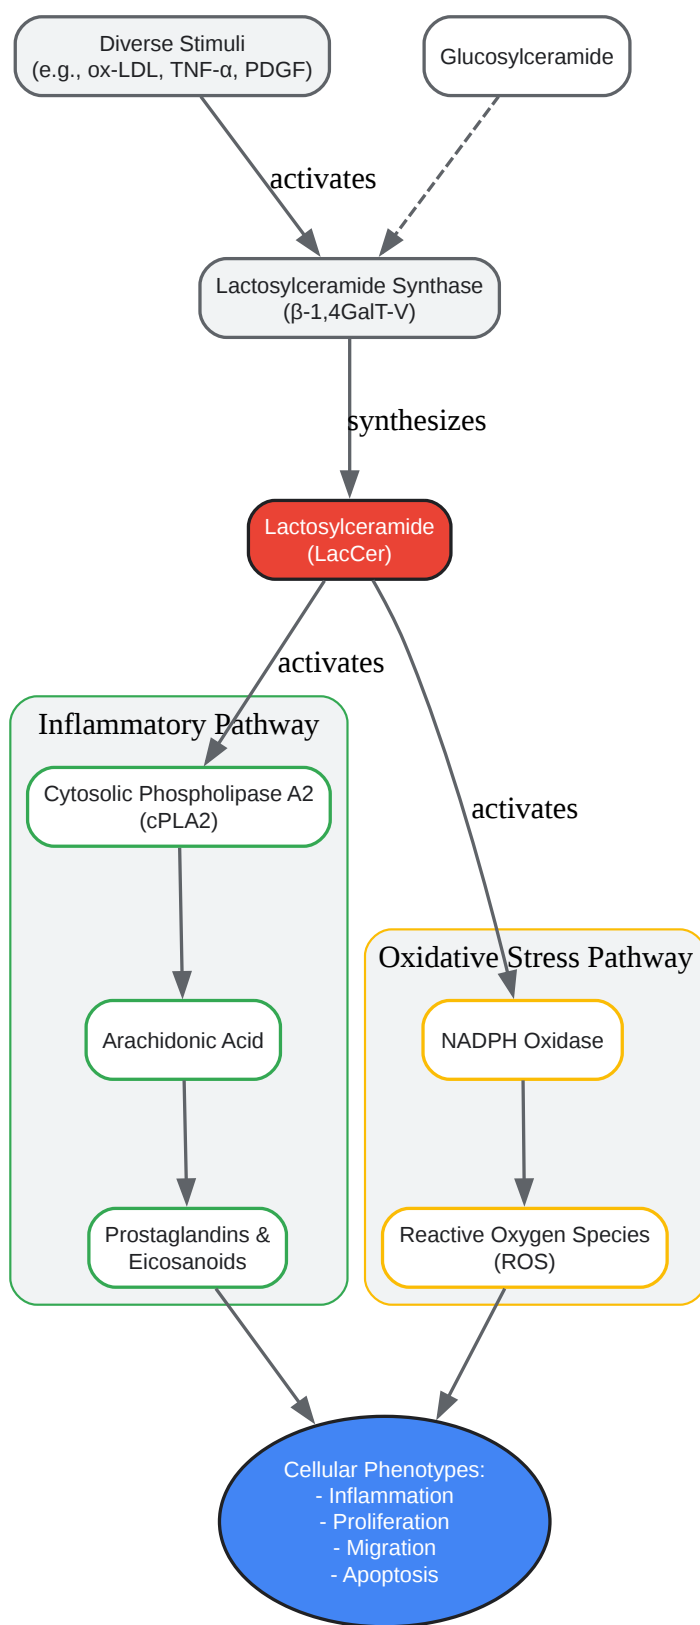 Diverse Stimuli
(e.g., ox-LDL, TNF-α, PDGF)
Glucosylceramide
activates
Lactosylceramide Synthase
(β-1,4GalT-V)
synthesizes
Lactosylceramide
(LacCer)
activates
Inflammatory Pathway
Cytosolic Phospholipase A2
(cPLA2)
activates
Oxidative Stress Pathway
Arachidonic Acid
NADPH Oxidase
Prostaglandins &
Eicosanoids
Reactive Oxygen Species
(ROS)
Cellular Phenotypes:
- Inflammation
- Proliferation
- Migration
- Apoptosis